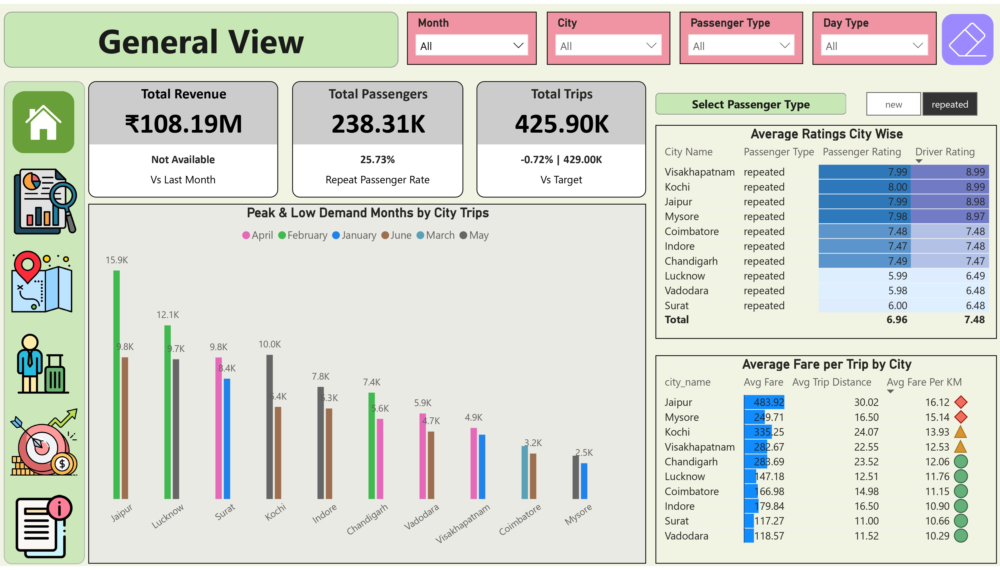 General View
Month
All
City
All
Passenger Type
All
Day Type
All
Total Revenue
₹108.19M
Not Available
Vs Last Month
Total Passengers
238.31K
25.73%
Repeat Passenger Rate
Total Trips
425.90K
-0.72% | 429.00K
Vs Target
Select Passenger Type
new
repeated
Peak & Low Demand Months by City Trips
April February January June March May
15.9K
9.8K
12.1K
9.7K
9.8K
8.4K
10.0K
6.4K
7.8K
6.3K
7.4K
5.6K
5.9K
4.7K
4.9K
3.2K
2.5K
Jaipur
Lucknow
Surat
Kochi
Indore
Chandigarh
Vadodara
Visakhapatnam
Coimbatore
Mysore
Average Ratings City Wise
City Name Passenger Type Passenger Rating Driver Rating
Visakhapatnam repeated 7.99 8.99
Kochi repeated 8.00 8.99
Jaipur repeated 7.99 8.98
Mysore repeated 7.98 8.97
Coimbatore repeated 7.48 7.48
Indore repeated 7.47 7.48
Chandigarh repeated 7.49 7.47
Lucknow repeated 5.99 6.49
Vadodara repeated 5.98 6.48
Surat repeated 6.00 6.48
Total 6.96 7.48
Average Fare per Trip by City
city_name Avg Fare Avg Trip Distance Avg Fare Per KM
Jaipur 483.92 30.02 16.12
Mysore 249.71 16.50 15.14
Kochi 335.25 24.07 13.93
Visakhapatnam 282.67 22.55 12.53
Chandigarh 283.69 23.52 12.06
Lucknow 147.18 12.51 11.76
Coimbatore 166.98 14.98 11.15
Indore 179.84 16.50 10.90
Surat 117.27 11.00 10.66
Vadodara 118.57 11.52 10.29